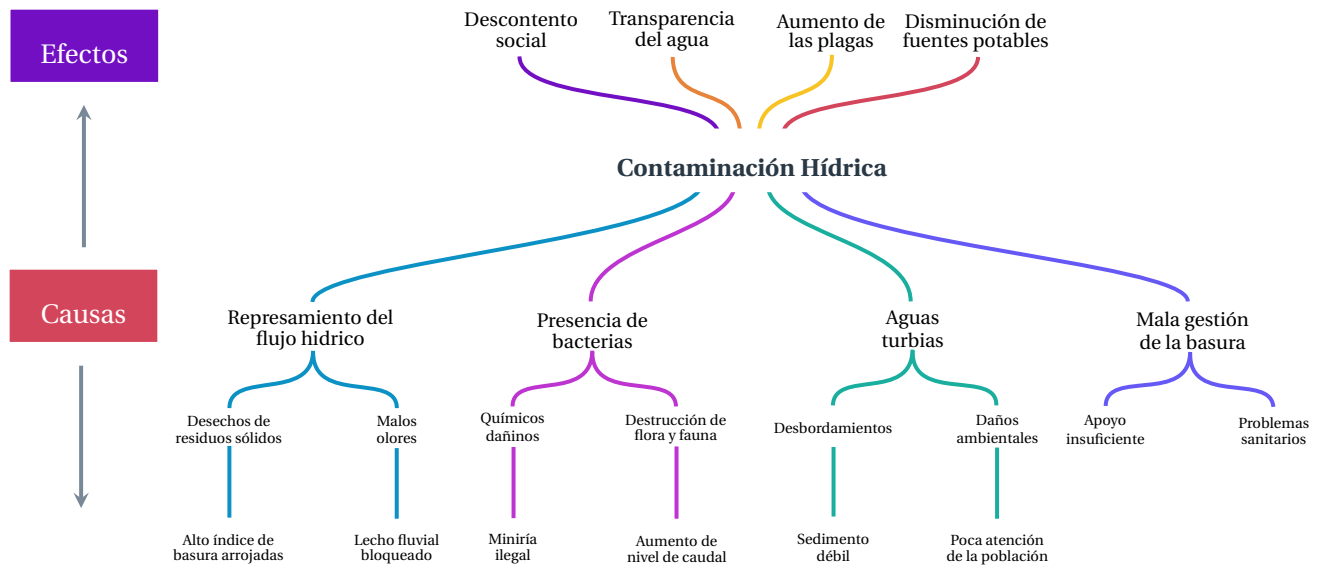 Efectos
Descontento
social
Transparencia
del agua
Aumento de
las plagas
Disminución de
fuentes potables
Contaminación Hídrica
Causas
Represamiento del
flujo hidrico
Presencia de
bacterias
Aguas
turbias
Mala gestión
de la basura
Desechos de
residuos sólidos
Malos
olores
Químicos
dañinos
Destrucción de
flora y fauna
Desbordamientos
Daños
ambientales
Apoyo
insuficiente
Problemas
sanitarios
Alto índice de
basura arrojadas
Lecho fluvial
bloqueado
Miniría
ilegal
Aumento de
nivel de caudal
Sedimento
débil
Poca atención
de la población